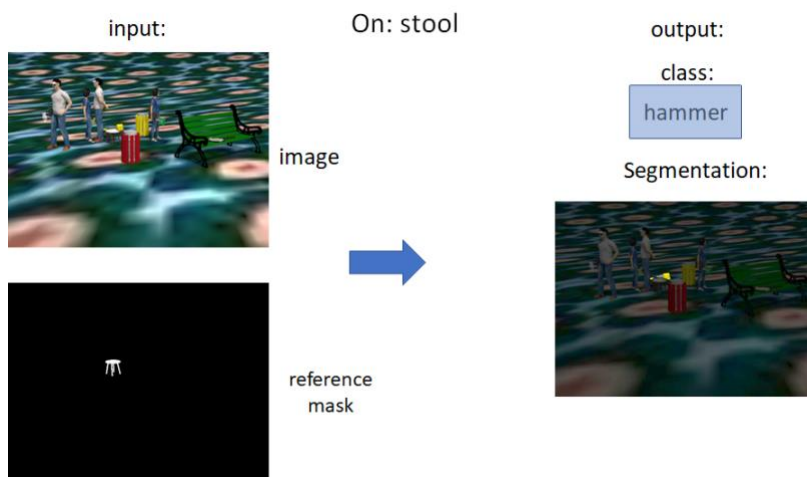 input:
On: stool
output:
class:
hammer
image
Segmentation:
reference
mask